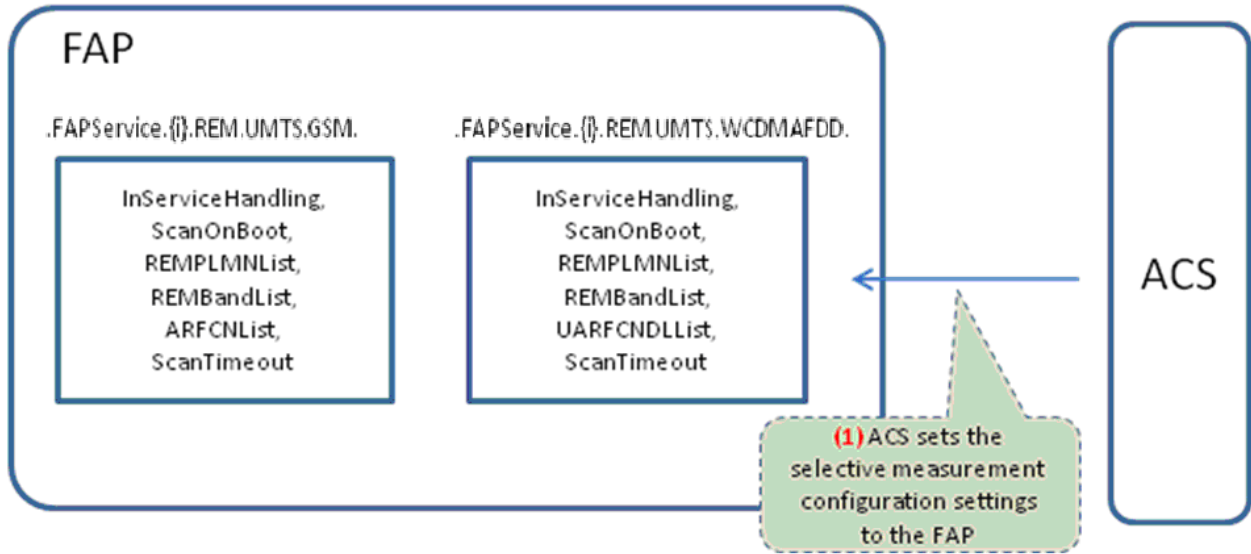 FAP
.FAPService.{i}.REM.UMTS.GSM.
InServiceHandling,
ScanOnBoot,
REMPLMNList,
REMBandList,
ARFCNList,
ScanTimeout
.FAPService.{i}.REM.UMTS.WCDMAFDD.
InServiceHandling,
ScanOnBoot,
REMPLMNList,
REMBandList,
UARFCNDLList,
ScanTimeout
ACS
(1) ACS sets the
selective measurement
configuration settings
to the FAP